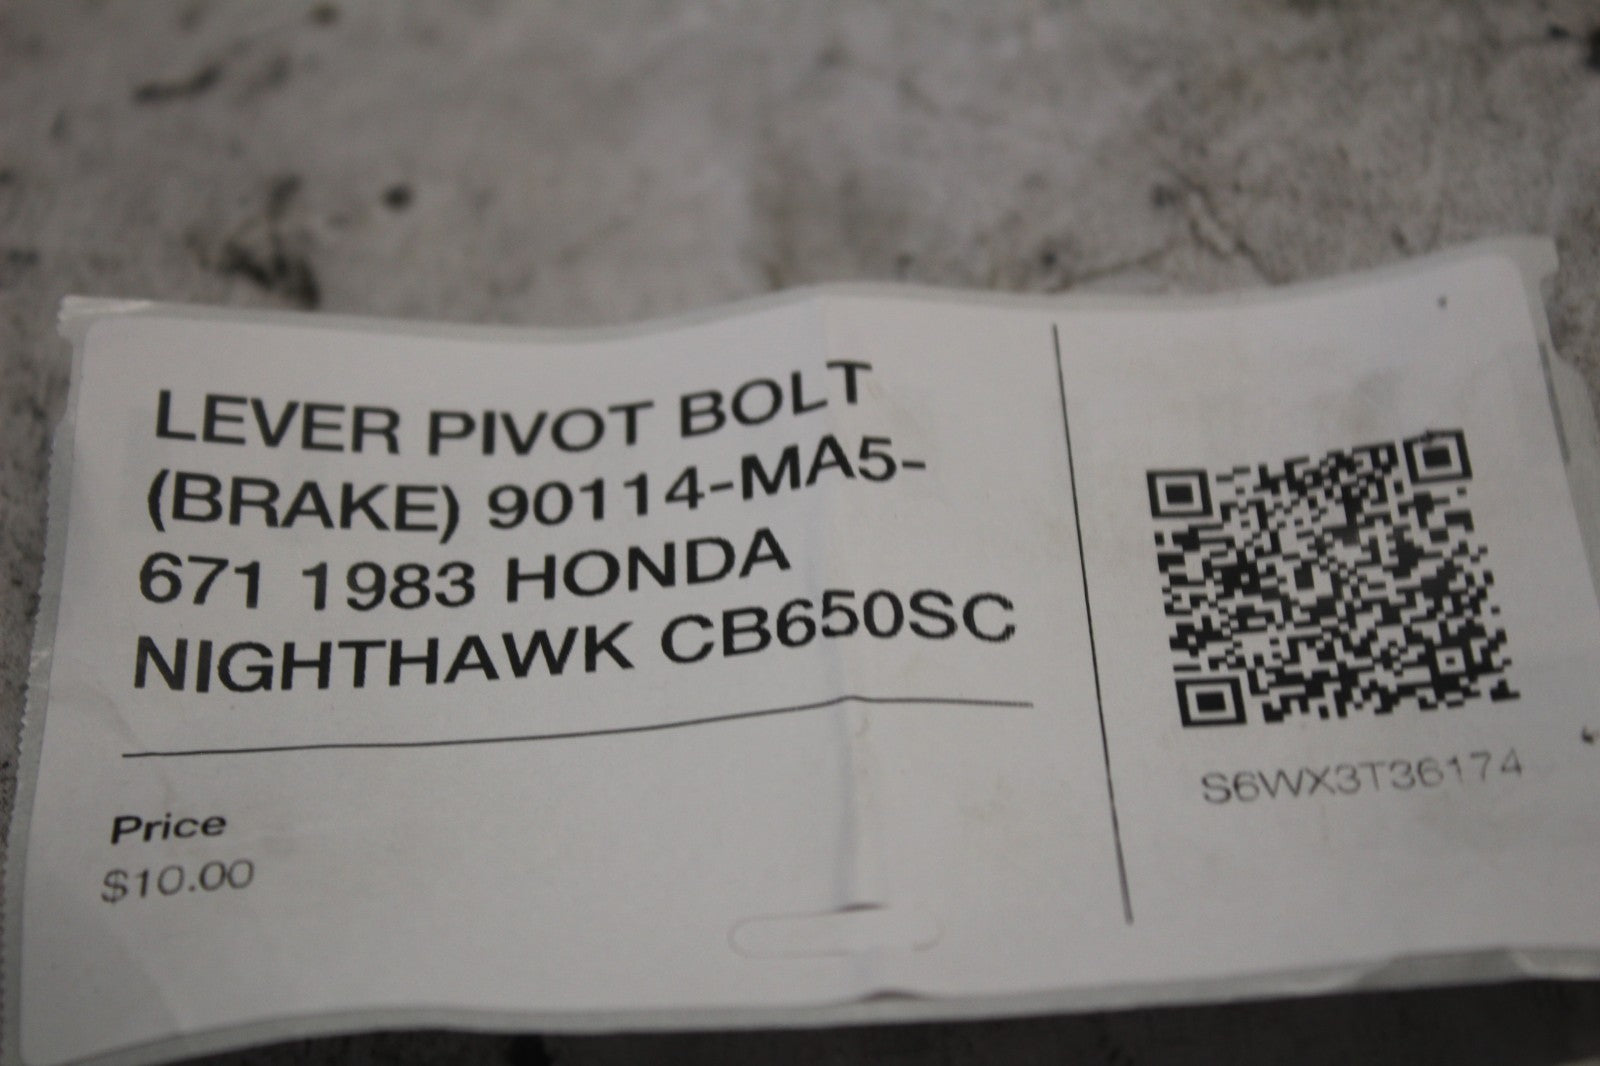 LEVER PIVOT BOLT
(BRAKE) 90114-MA5-
671 1983 HONDA
NIGHTHAWK CB650SC
Price
$10.00
S6WX3T36174